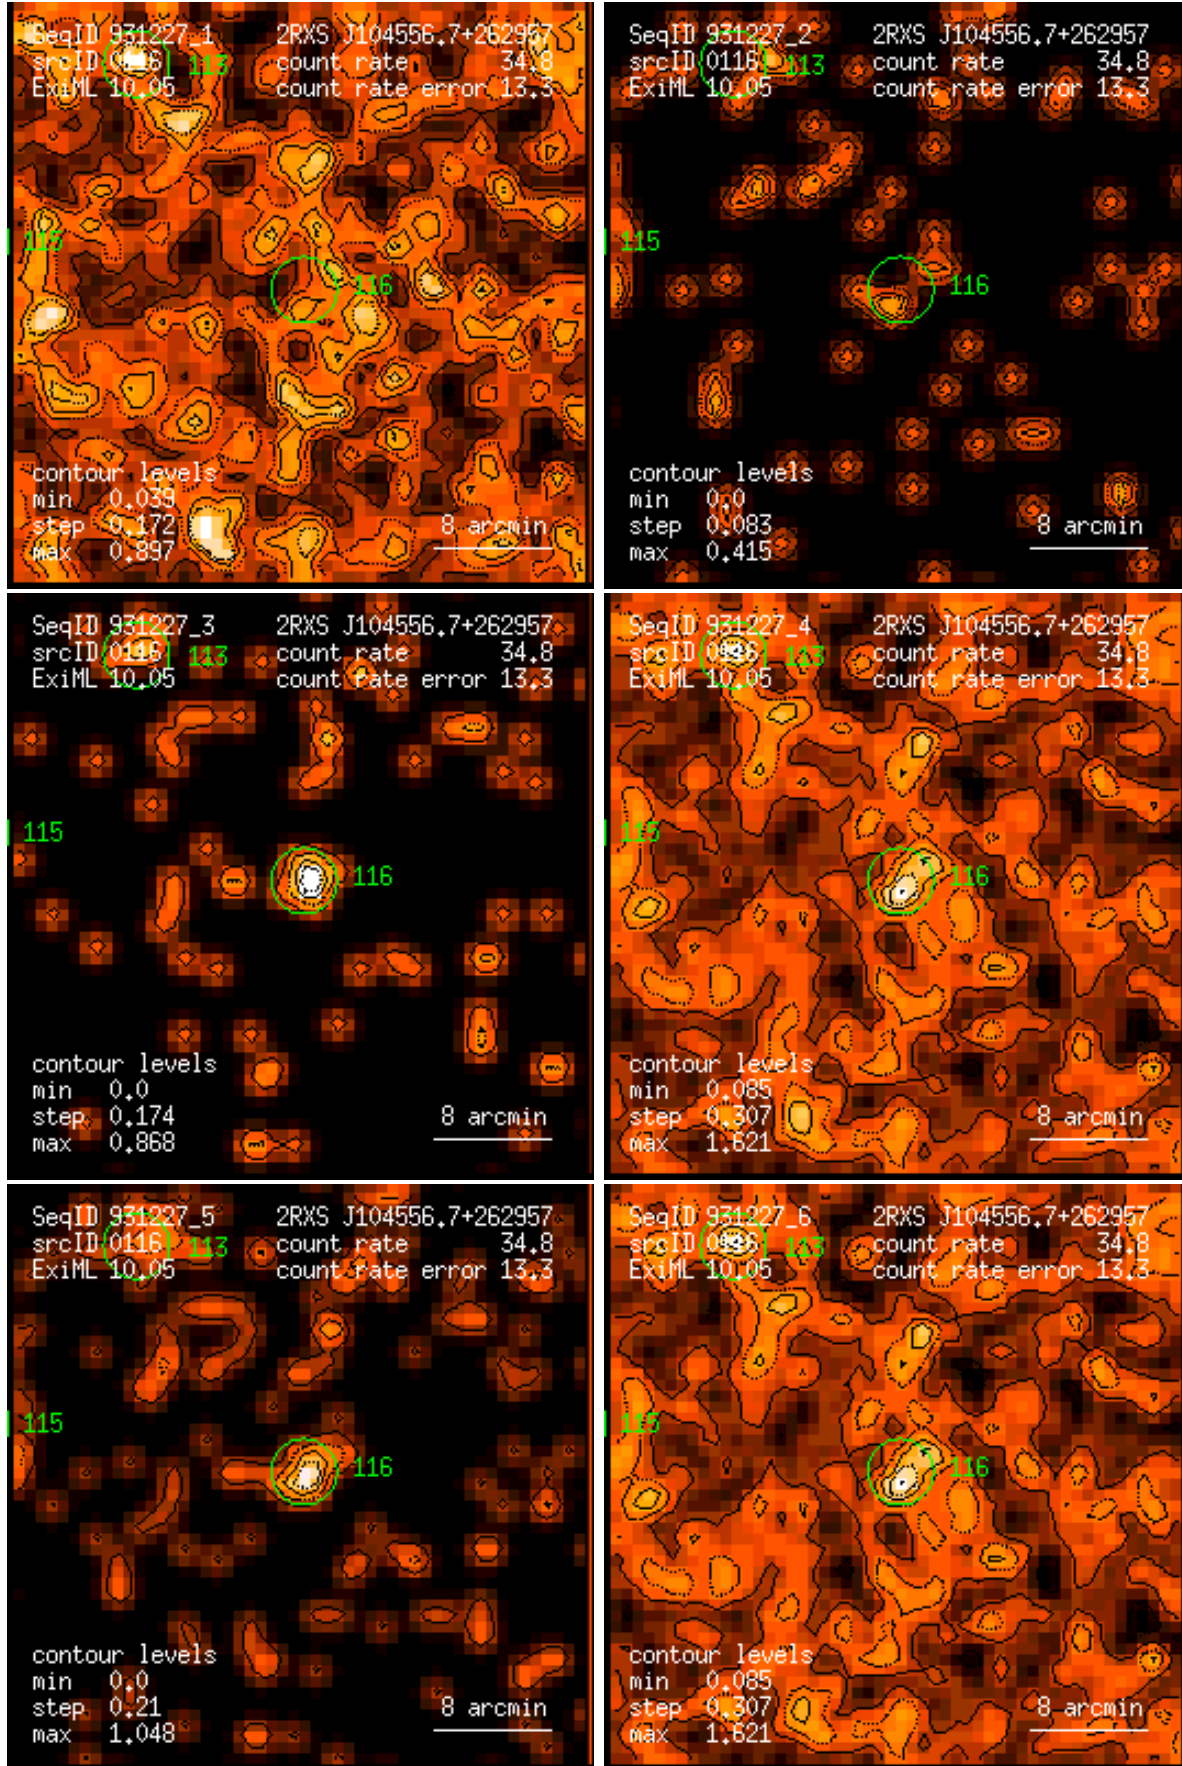 SeqID 931227_1 2RXS J104556.7+262957
srcID 0116 113 count rate 34.8
ExiML 10.05 count rate error 13.3
115
116
contour levels
min 0.039
step 0.172
max 0.897
8 arcmin
SeqID 931227_2 2RXS J104556.7+262957
srcID 0116 113 count rate 34.8
ExiML 10.05 count rate error 13.3
115
116
contour levels
min 0.0
step 0.083
max 0.415
8 arcmin
SeqID 931227_3 2RXS J104556.7+262957
srcID 0116 113 count rate 34.8
ExiML 10.05 count rate error 13.3
115
116
contour levels
min 0.0
step 0.174
max 0.868
8 arcmin
SeqID 931227_4 2RXS J104556.7+262957
srcID 0116 113 count rate 34.8
ExiML 10.05 count rate error 13.3
115
116
contour levels
min 0.085
step 0.307
max 1.621
8 arcmin
SeqID 931227_5 2RXS J104556.7+262957
srcID 0116 113 count rate 34.8
ExiML 10.05 count rate error 13.3
115
116
contour levels
min 0.0
step 0.21
max 1.048
8 arcmin
SeqID 931227_6 2RXS J104556.7+262957
srcID 0116 113 count rate 34.8
ExiML 10.05 count rate error 13.3
115
116
contour levels
min 0.085
step 0.307
max 1.621
8 arcmin